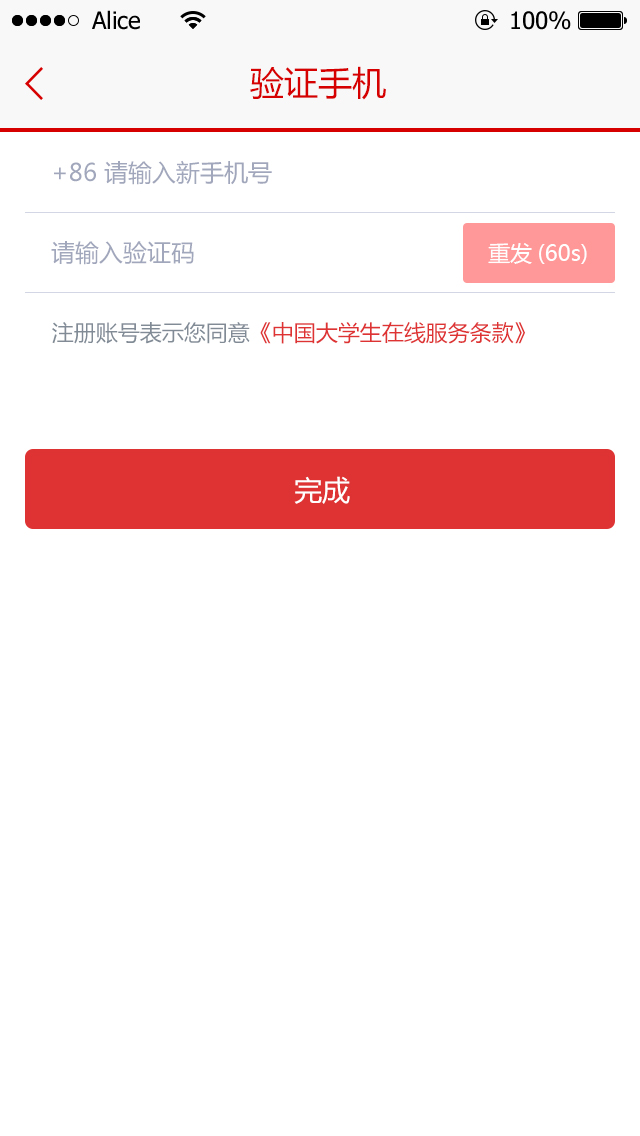 Alice 100%
验证手机
+86 请输入新手机号
请输入验证码 重发 (60s)
注册账号表示您同意《中国大学生在线服务条款》
完成